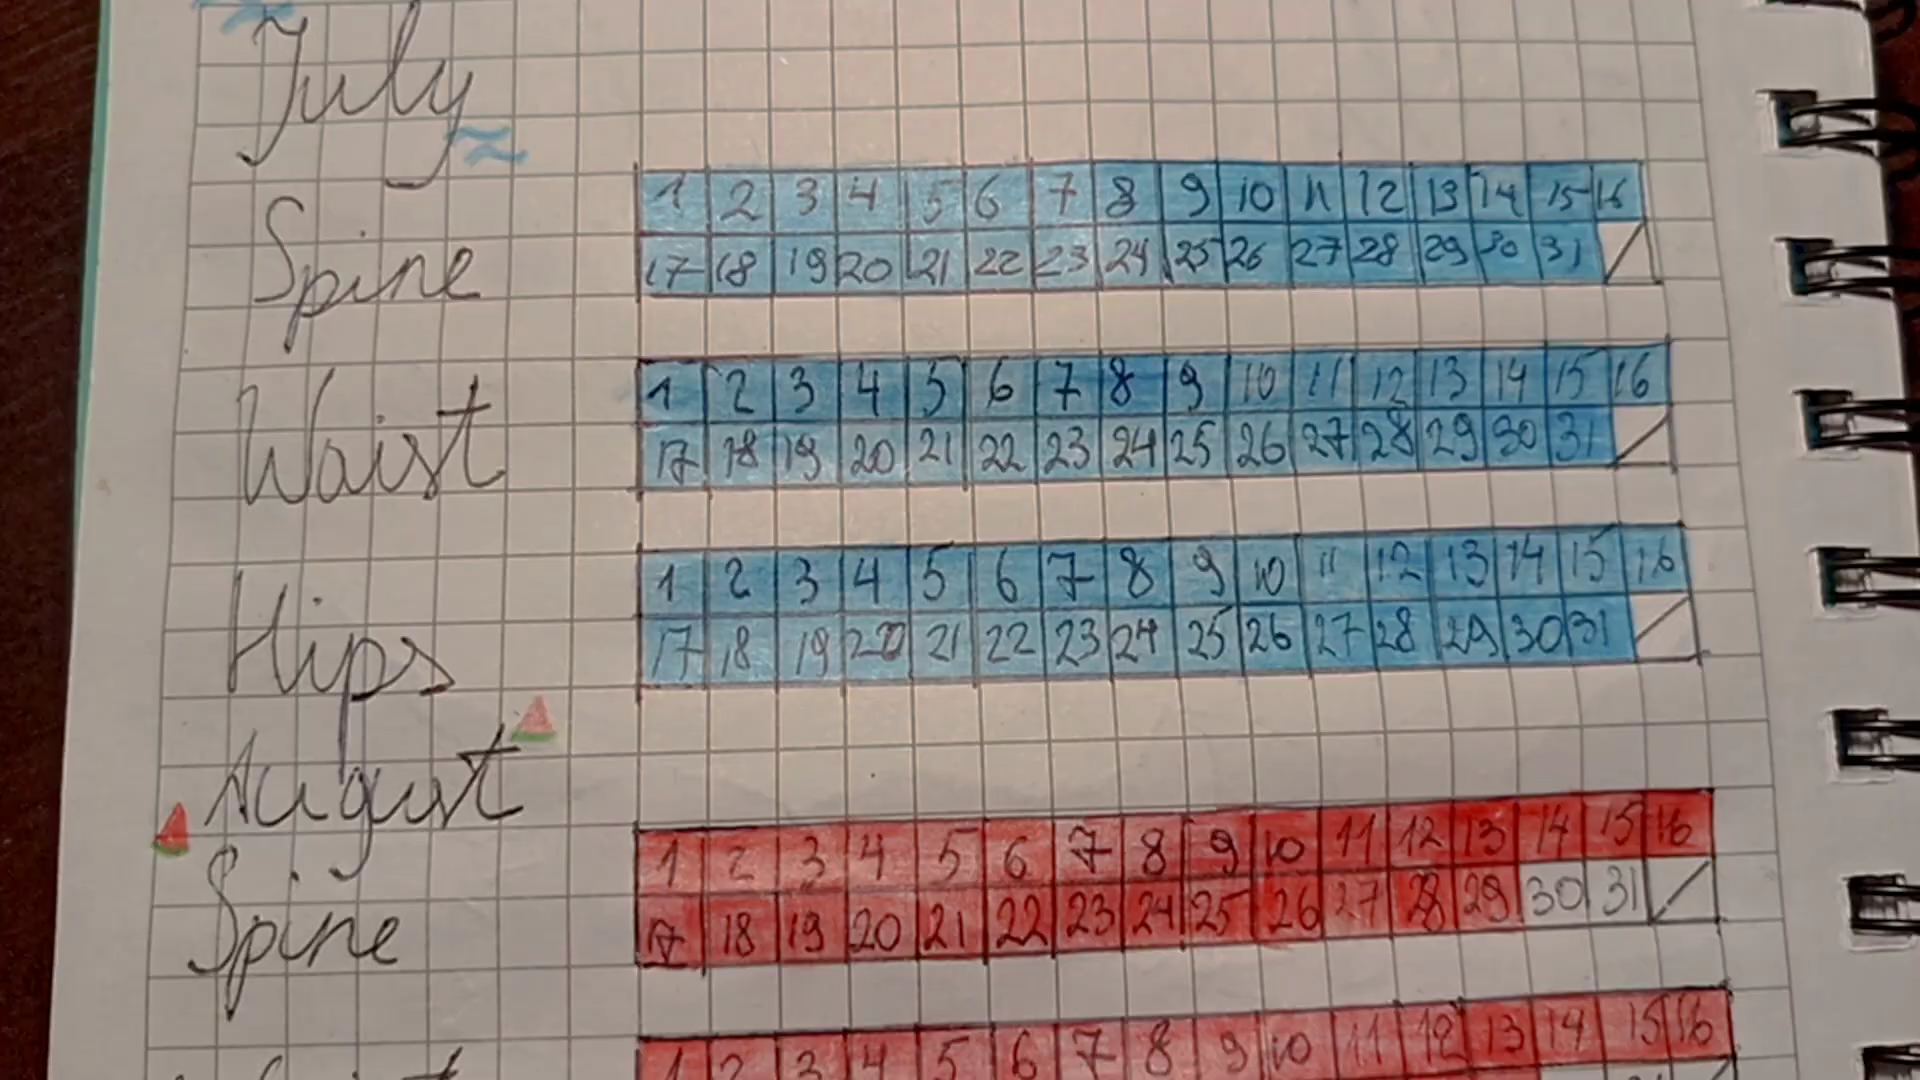 July
1 2 3 4 5 6 7 8 9 10 11 12 13 14 15 16
Spine
17 18 19 20 21 22 23 24 25 26 27 28 29 30 31
1 2 3 4 5 6 7 8 9 10 11 12 13 14 15 16
Waist
17 18 19 20 21 22 23 24 25 26 27 28 29 30 31
1 2 3 4 5 6 7 8 9 10 11 12 13 14 15 16
Hips
17 18 19 20 21 22 23 24 25 26 27 28 29 30 31
August
1 2 3 4 5 6 7 8 9 10 11 12 13 14 15 16
Spine
17 18 19 20 21 22 23 24 25 26 27 28 29 30 31
1 2 3 4 5 6 7 8 9 10 11 12 13 14 15 16